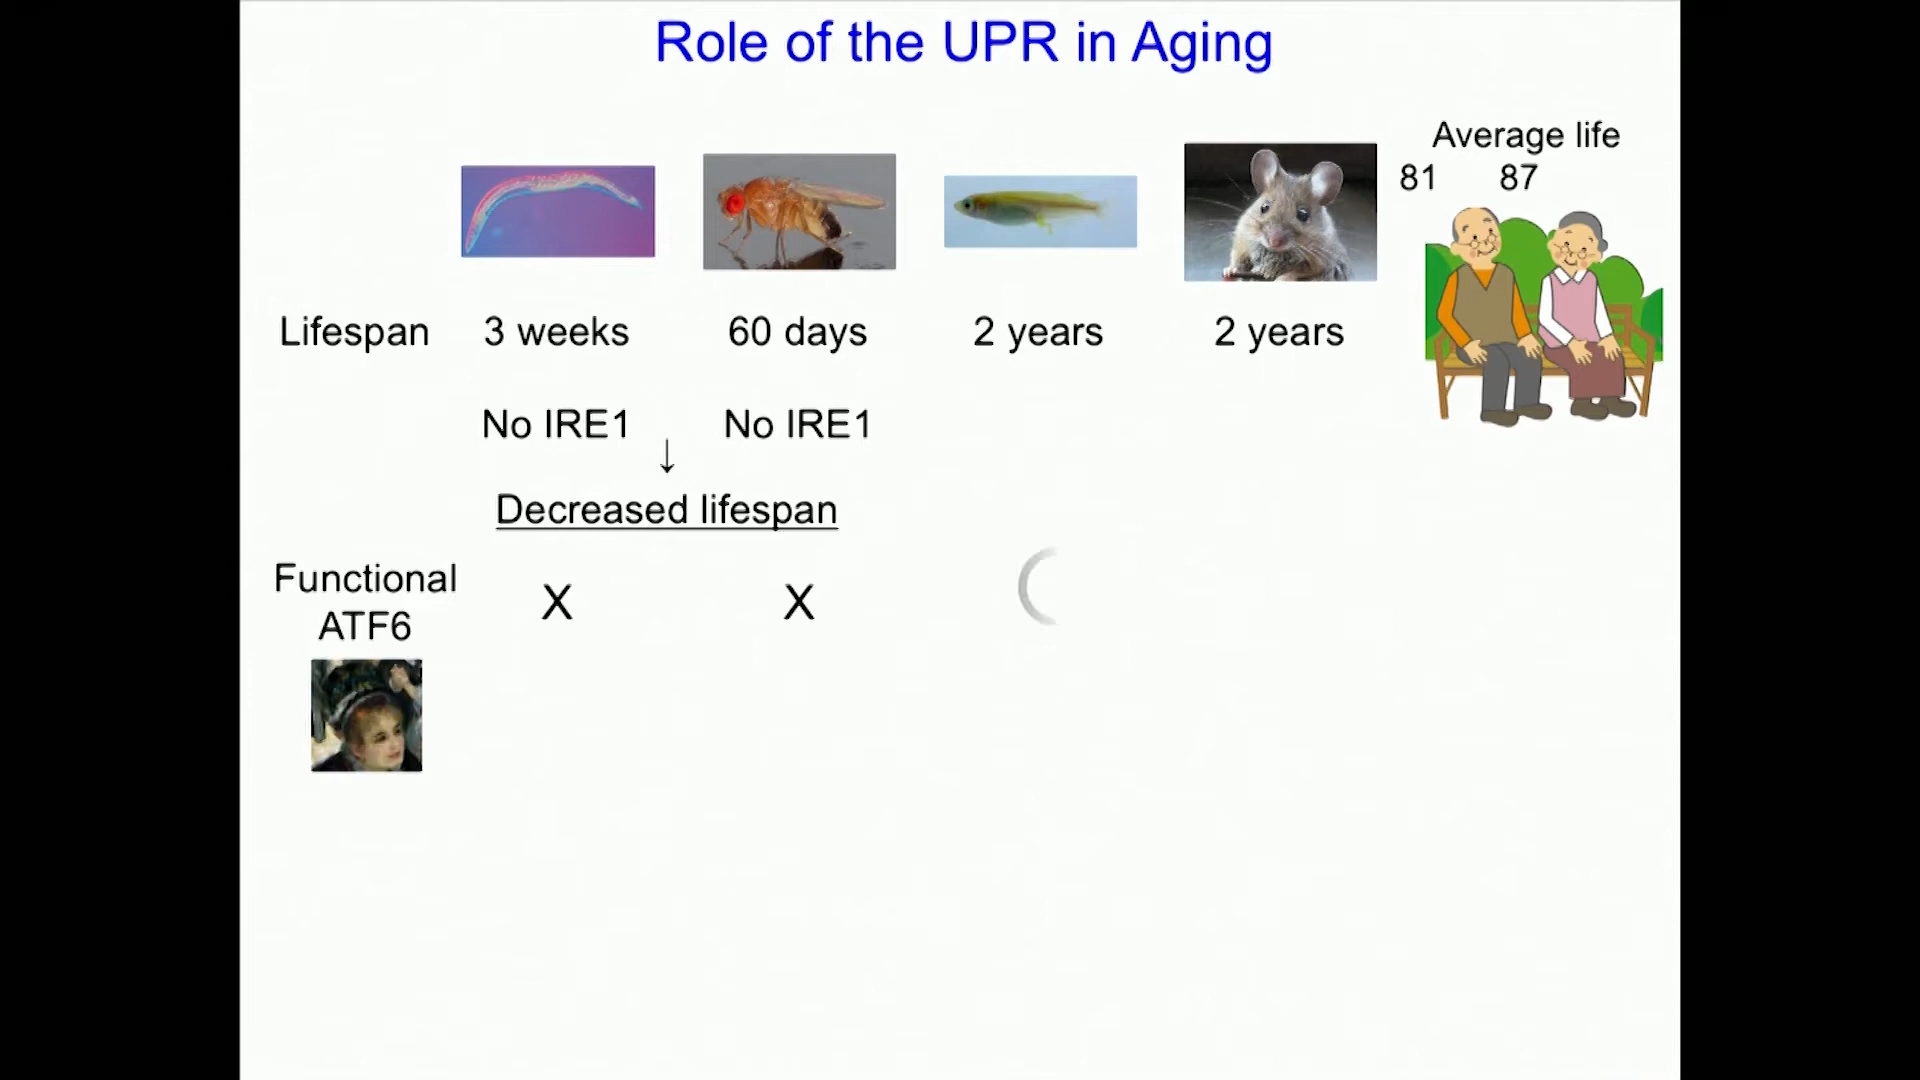 Role of the UPR in Aging
Average life
81 87
Lifespan 3 weeks 60 days 2 years 2 years
No IRE1 No IRE1
↓
Decreased lifespan
Functional
ATF6
X X